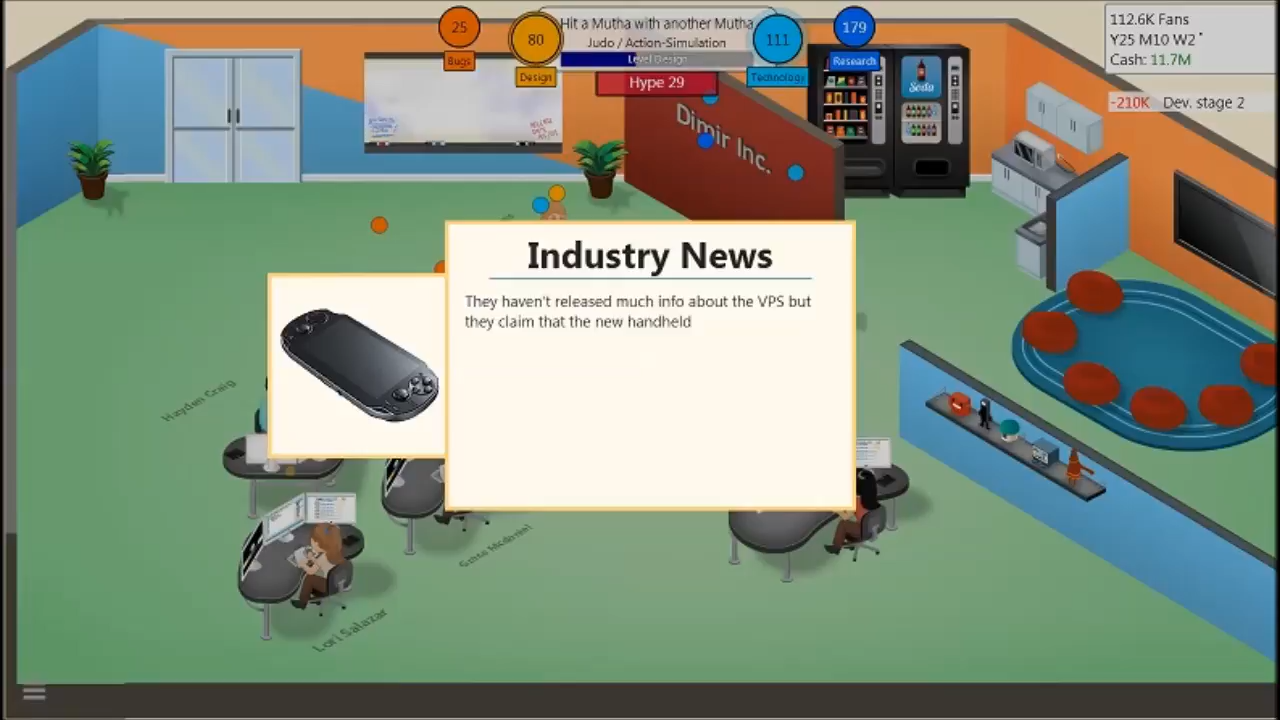 25
Bugs
80
Design
Hit a Mutha with another Mutha
Judo / Action-Simulation
Level Design
Hype 29
111
Technology
179
Research
112.6K Fans
Y25 M10 W2
Cash: 11.7M
-210K Dev. stage 2
Dimir Inc.
Soda
Industry News
They haven't released much info about the VPS but
they claim that the new handheld
Hayden Craig
Lori Salazar